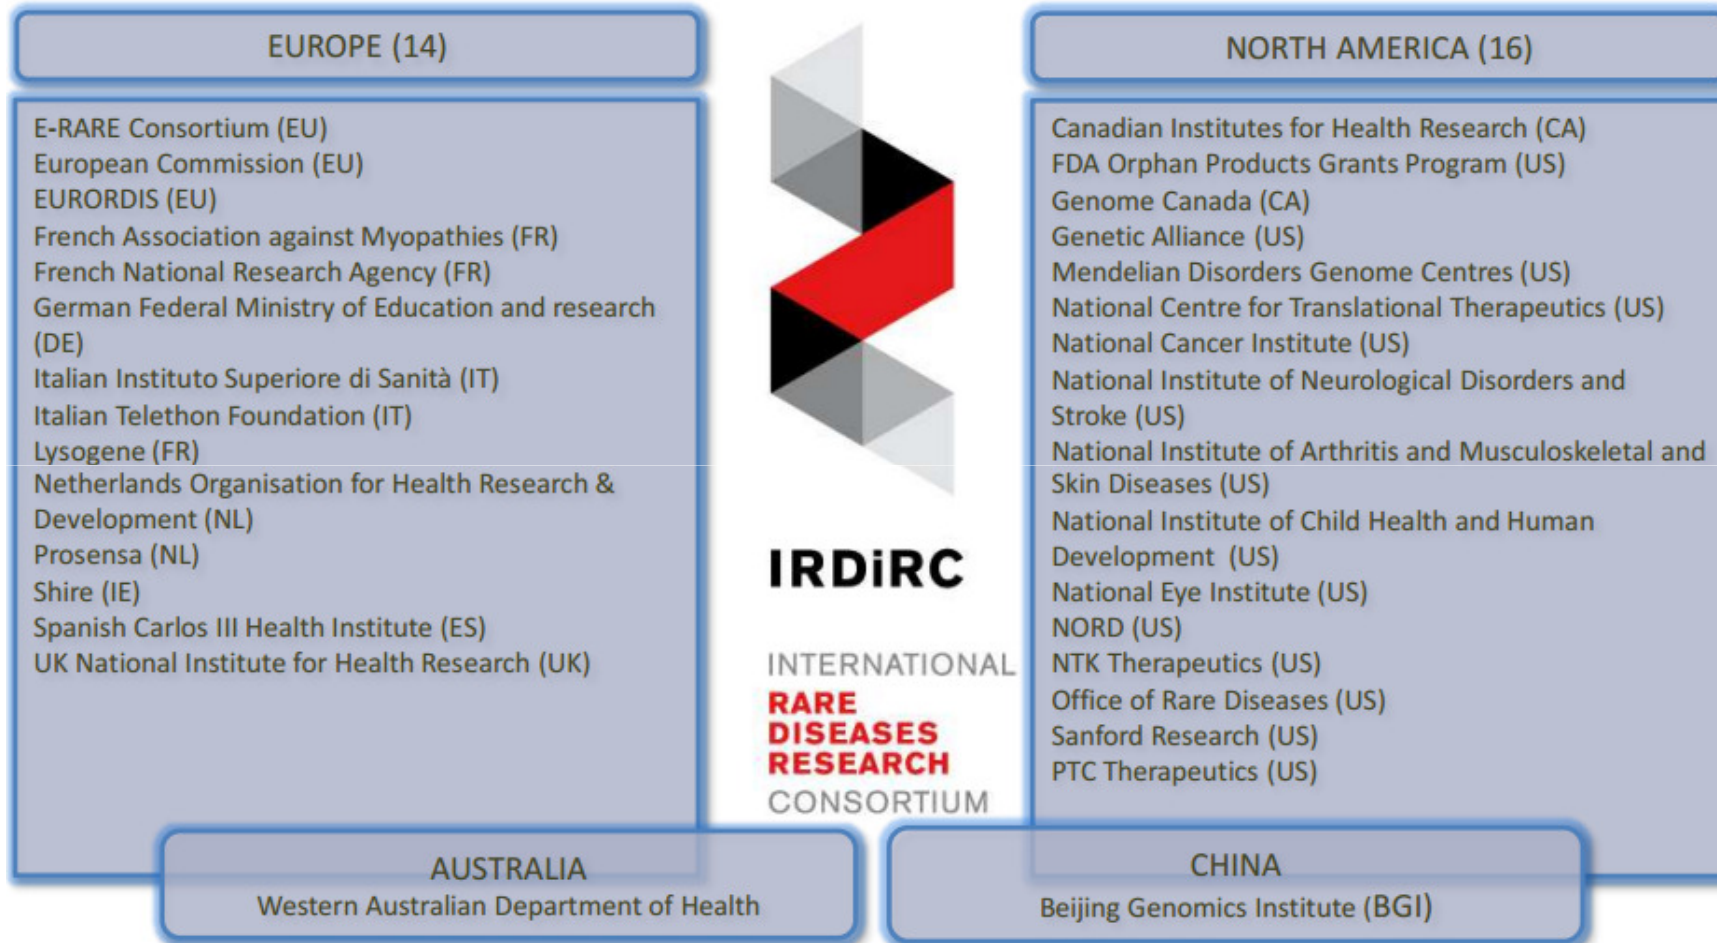 EUROPE (14)
E-RARE Consortium (EU)
European Commission (EU)
EURORDIS (EU)
French Association against Myopathies (FR)
French National Research Agency (FR)
German Federal Ministry of Education and research
(DE)
Italian Instituto Superiore di Sanità (IT)
Italian Telethon Foundation (IT)
Lysogene (FR)
Netherlands Organisation for Health Research &
Development (NL)
Prosensa (NL)
Shire (IE)
Spanish Carlos III Health Institute (ES)
UK National Institute for Health Research (UK)
IRDiRC
INTERNATIONAL
RARE
DISEASES
RESEARCH
CONSORTIUM
NORTH AMERICA (16)
Canadian Institutes for Health Research (CA)
FDA Orphan Products Grants Program (US)
Genome Canada (CA)
Genetic Alliance (US)
Mendelian Disorders Genome Centres (US)
National Centre for Translational Therapeutics (US)
National Cancer Institute (US)
National Institute of Neurological Disorders and
Stroke (US)
National Institute of Arthritis and Musculoskeletal and
Skin Diseases (US)
National Institute of Child Health and Human
Development (US)
National Eye Institute (US)
NORD (US)
NTK Therapeutics (US)
Office of Rare Diseases (US)
Sanford Research (US)
PTC Therapeutics (US)
AUSTRALIA
Western Australian Department of Health
CHINA
Beijing Genomics Institute (BGI)